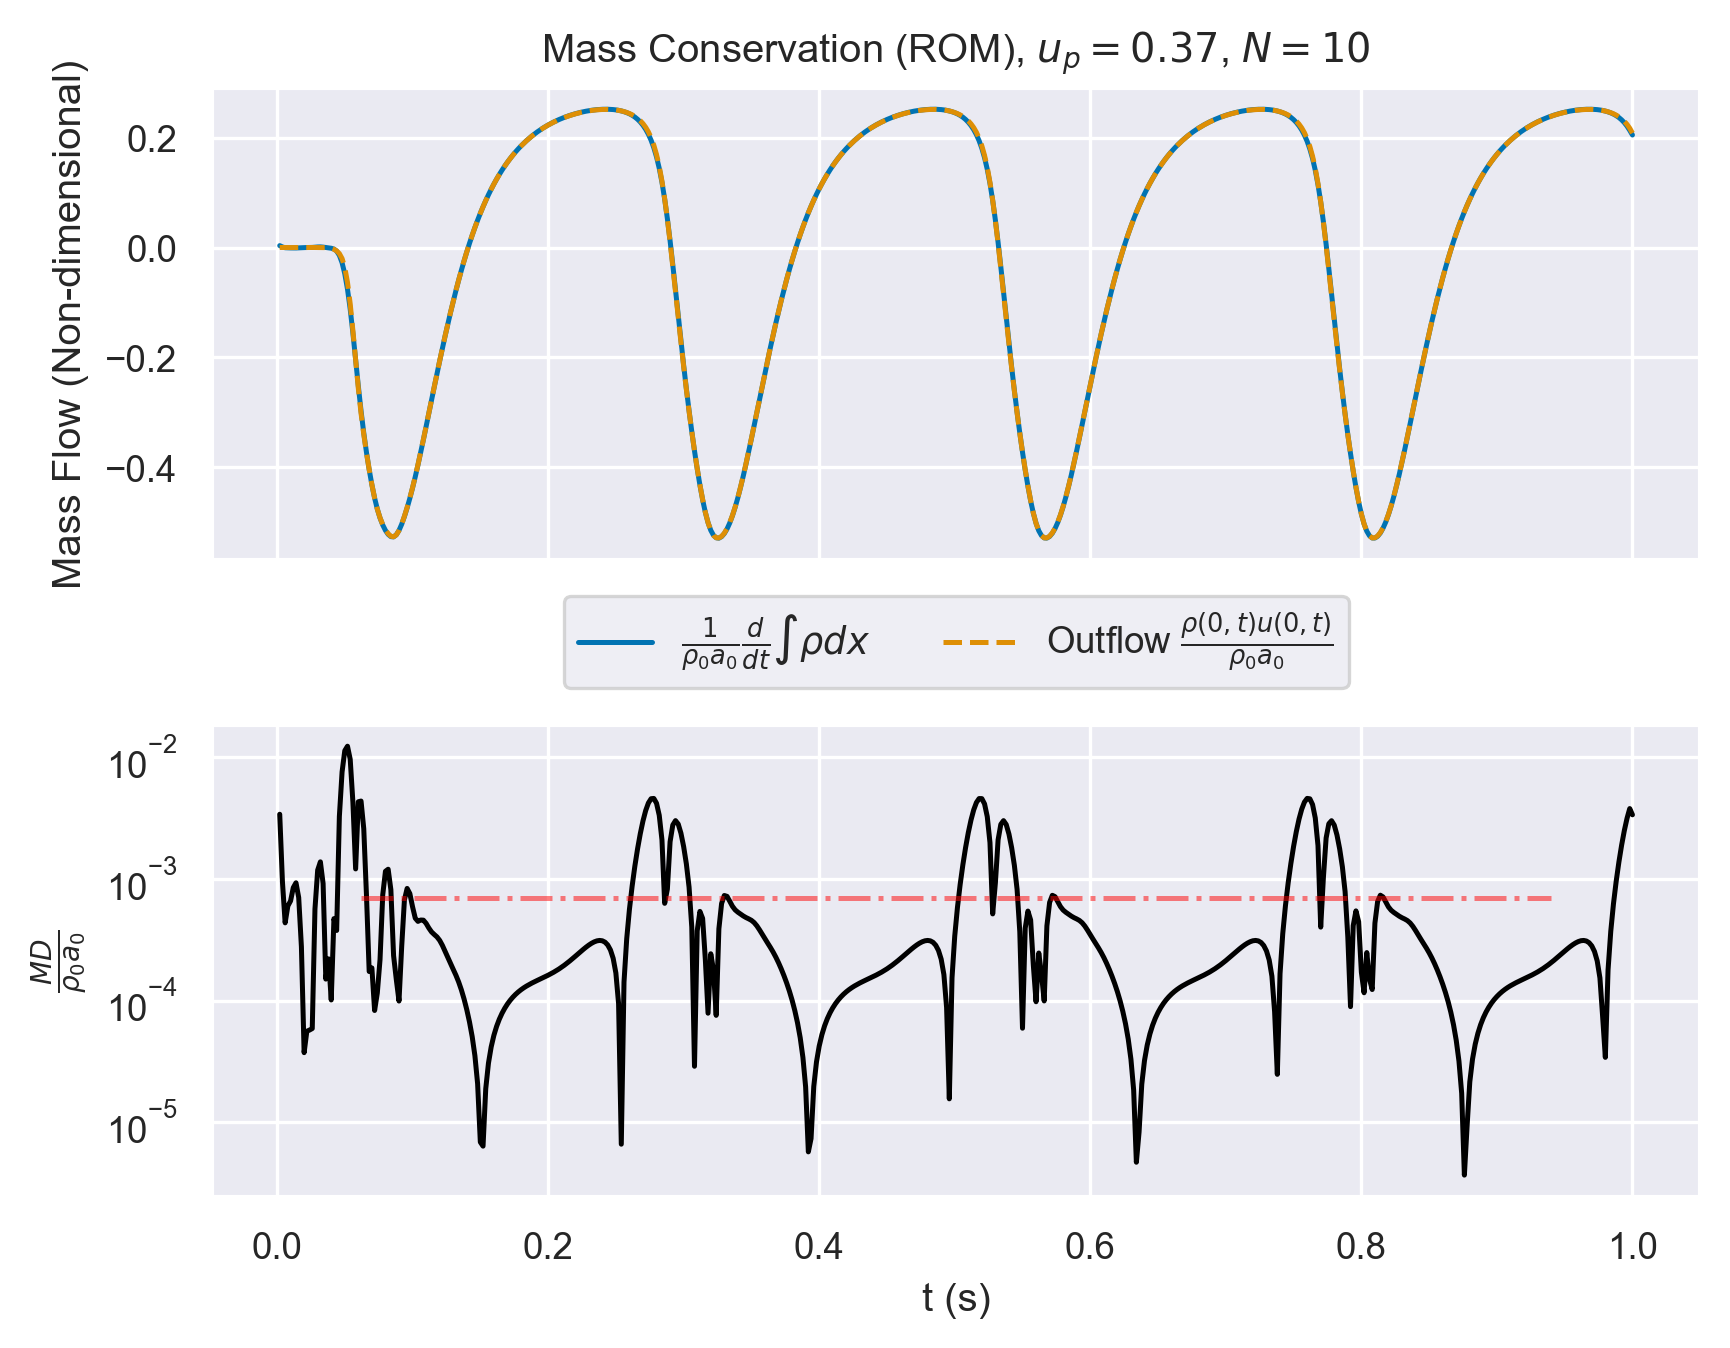 Mass Conservation (ROM), $u_p = 0.37$, $N = 10$
Mass Flow (Non-dimensional)
0.2
0.0
−0.2
−0.4
$\frac{1}{\rho_0 a_0}\frac{d}{dt}\int \rho dx$
Outflow $\frac{\rho(0,t)u(0,t)}{\rho_0 a_0}$
$\frac{MD}{\rho_0 a_0}$
$10^{-2}$
$10^{-3}$
$10^{-4}$
$10^{-5}$
0.0 0.2 0.4 0.6 0.8 1.0
t (s)